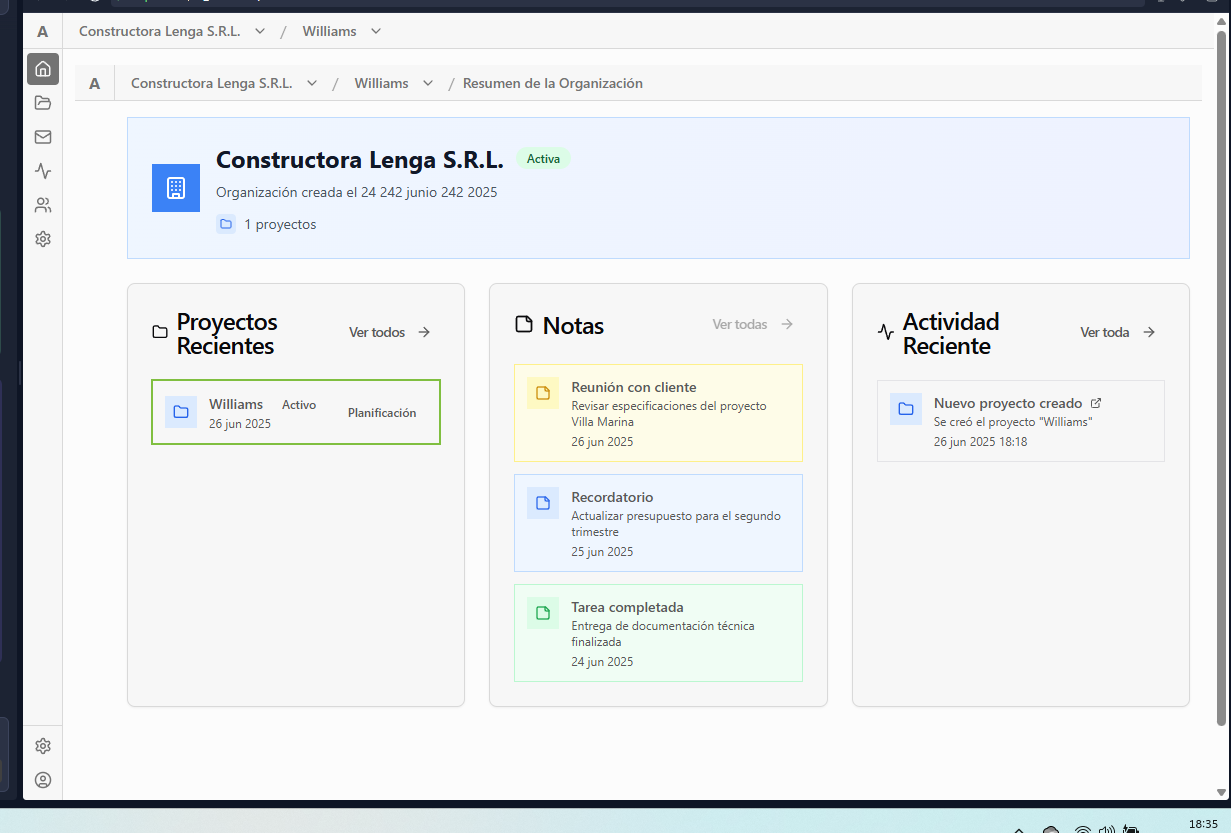 A Constructora Lenga S.R.L. / Williams
A Constructora Lenga S.R.L. / Williams / Resumen de la Organización
Constructora Lenga S.R.L. Activa
Organización creada el 24 242 junio 242 2025
1 proyectos
Proyectos
Recientes
Ver todos
Williams Activo
26 jun 2025
Planificación
Notas
Ver todas
Reunión con cliente
Revisar especificaciones del proyecto
Villa Marina
26 jun 2025
Recordatorio
Actualizar presupuesto para el segundo
trimestre
25 jun 2025
Tarea completada
Entrega de documentación técnica
finalizada
24 jun 2025
Actividad
Reciente
Ver toda
Nuevo proyecto creado
Se creó el proyecto "Williams"
26 jun 2025 18:18
18:35